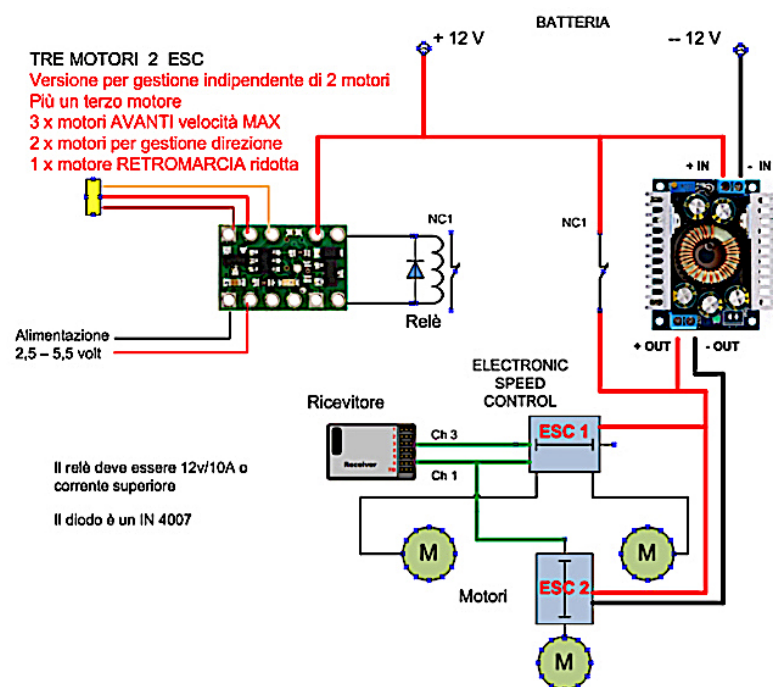 BATTERIA
+ 12 V
-- 12 V
TRE MOTORI 2 ESC
Versione per gestione indipendente di 2 motori
Più un terzo motore
3 x motori AVANTI velocità MAX
2 x motori per gestione direzione
1 x motore RETROMARCIA ridotta
+ IN
- IN
NC1
NC1
Relè
Alimentazione
2,5 – 5,5 volt
+ OUT
- OUT
ELECTRONIC
SPEED
CONTROL
Ricevitore
ESC 1
Ch 3
Receiver
Ch 1
Il relè deve essere 12v/10A o
corrente superiore
Il diodo è un IN 4007
M
M
Motori
ESC 2
M